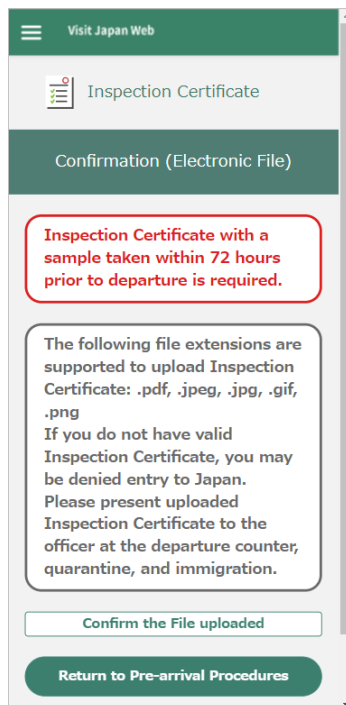 Visit Japan Web
Inspection Certificate
Confirmation (Electronic File)
Inspection Certificate with a
sample taken within 72 hours
prior to departure is required.
The following file extensions are
supported to upload Inspection
Certificate: .pdf, .jpeg, .jpg, .gif,
.png
If you do not have valid
Inspection Certificate, you may
be denied entry to Japan.
Please present uploaded
Inspection Certificate to the
officer at the departure counter,
quarantine, and immigration.
Confirm the File uploaded
Return to Pre-arrival Procedures